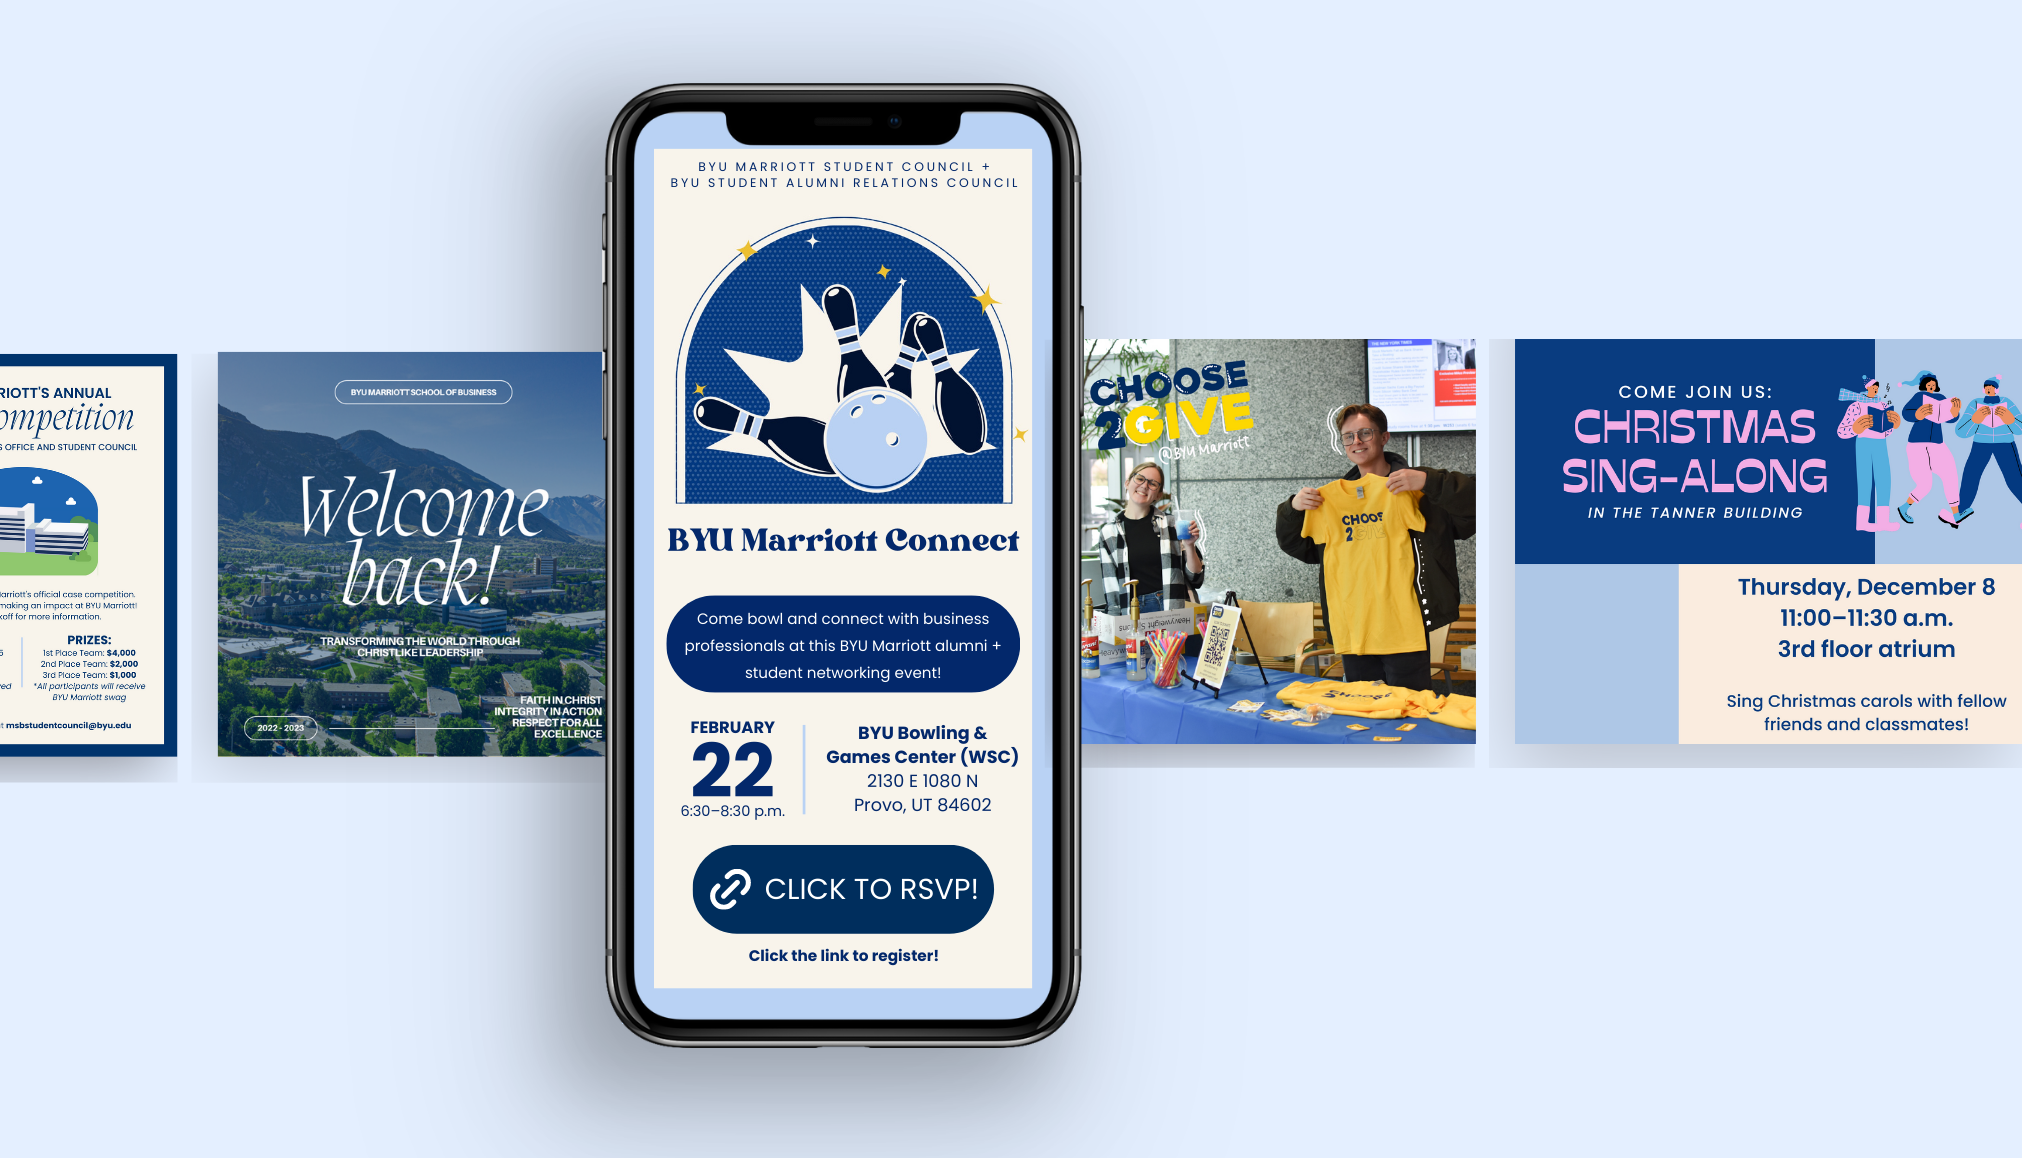 RIOTT'S ANNUAL
ompetition
S OFFICE AND STUDENT COUNCIL
arriott's official case competition.
making an impact at BYU Marriott!
koff for more information.
PRIZES:
1st Place Team: $4,000
2nd Place Team: $2,000
3rd Place Team: $1,000
*All participants will receive
BYU Marriott swag
msbstudentcouncil@byu.edu
BYU MARRIOTT SCHOOL OF BUSINESS
Welcome
back!
TRANSFORMING THE WORLD THROUGH
CHRISTLIKE LEADERSHIP
FAITH IN CHRIST
INTEGRITY IN ACTION
RESPECT FOR ALL
EXCELLENCE
2022 - 2023
BYU MARRIOTT STUDENT COUNCIL +
BYU STUDENT ALUMNI RELATIONS COUNCIL
BYU Marriott Connect
Come bowl and connect with business
professionals at this BYU Marriott alumni +
student networking event!
FEBRUARY
22
6:30–8:30 p.m.
BYU Bowling &
Games Center (WSC)
2130 E 1080 N
Provo, UT 84602
CLICK TO RSVP!
Click the link to register!
CHOOSE
2GIVE
@BYU Marriott
THE NEW YORK TIMES
CHOOSE
2GIVE
COME JOIN US:
CHRISTMAS
SING-ALONG
IN THE TANNER BUILDING
Thursday, December 8
11:00–11:30 a.m.
3rd floor atrium
Sing Christmas carols with fellow
friends and classmates!